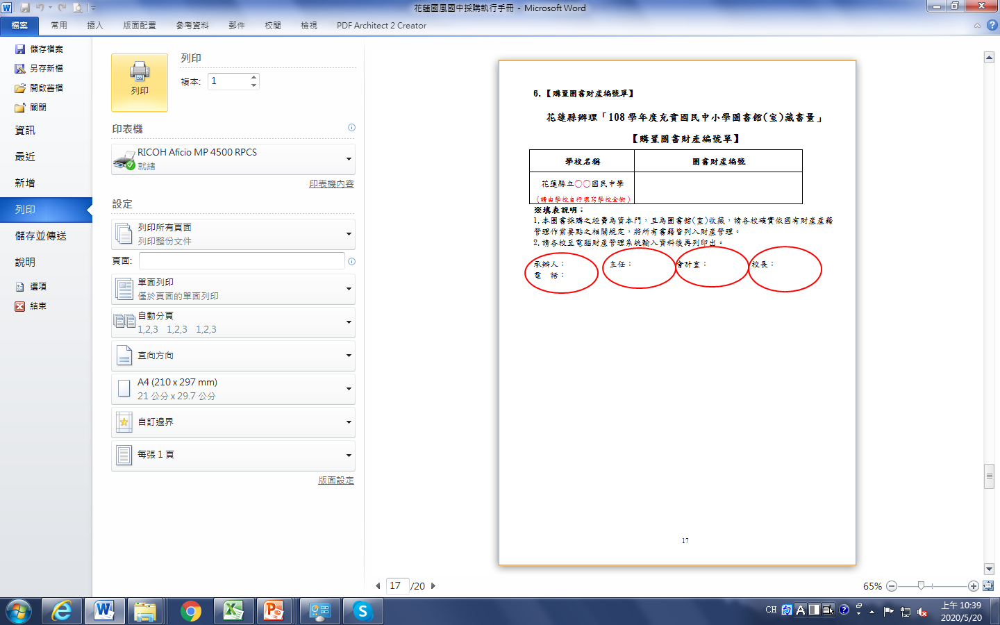 花蓮國風國中採購執行手冊 - Microsoft Word
檔案 常用 插入 版面配置 參考資料 郵件 校閱 檢視 PDF Architect 2 Creator
儲存檔案
另存新檔
開啟舊檔
關閉
資訊
最近
新增
列印
儲存並傳送
說明
選項
結束
列印
列印
複本: 1
印表機
RICOH Aficio MP 4500 RPCS
就緒
印表機內容
設定
列印所有頁面
列印整份文件
頁面:
單面列印
僅於頁面的單面列印
自動分頁
1,2,3 1,2,3 1,2,3
直向方向
A4 (210 x 297 mm)
21 公分 x 29.7 公分
自訂邊界
每張 1 頁
版面設定
6.【購置圖書財產編號單】
花蓮縣辦理「108 學年度充實國民中小學圖書館(室)藏書量」
【購置圖書財產編號單】
學校名稱 圖書財產編號
花蓮縣立○○國民中學
(請由學校自行填寫學校全銜)
※填表說明：
1.本圖書採購之經費為資本門，且為圖書館(室)收藏，請各校確實依國有財產產籍
管理作業要點之相關規定，將所有書籍皆列入財產管理。
2.請各校至電腦財產管理系統輸入資料後再列印出。
承辦人： 主任： 會計室： 校長：
電 話：
17
17 /20
65%
CH
上午 10:39
2020/5/20